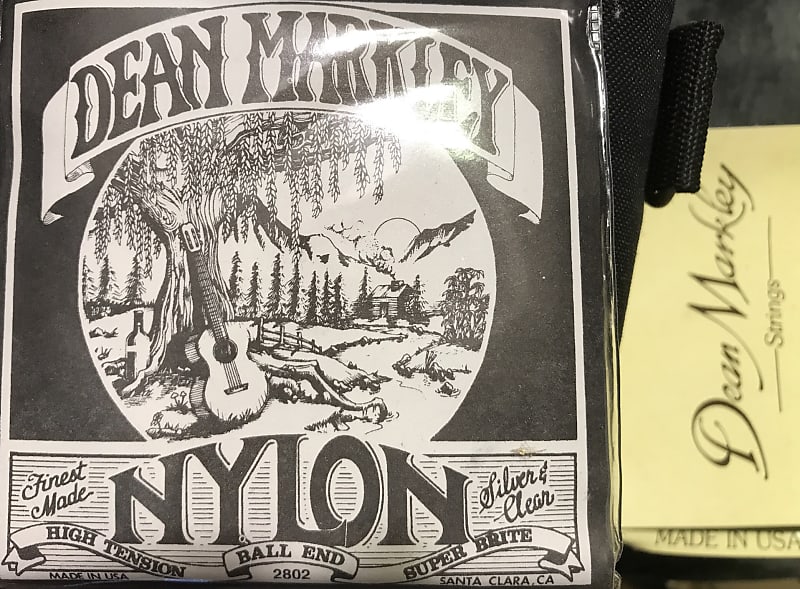 DEAN MARKLEY
NYLON
Finest
Made
Silver &
Clear
HIGH TENSION
BALL END
SUPER BRITE
MADE IN USA
2802
SANTA CLARA, CA
Dean Markley
Strings
MADE IN USA